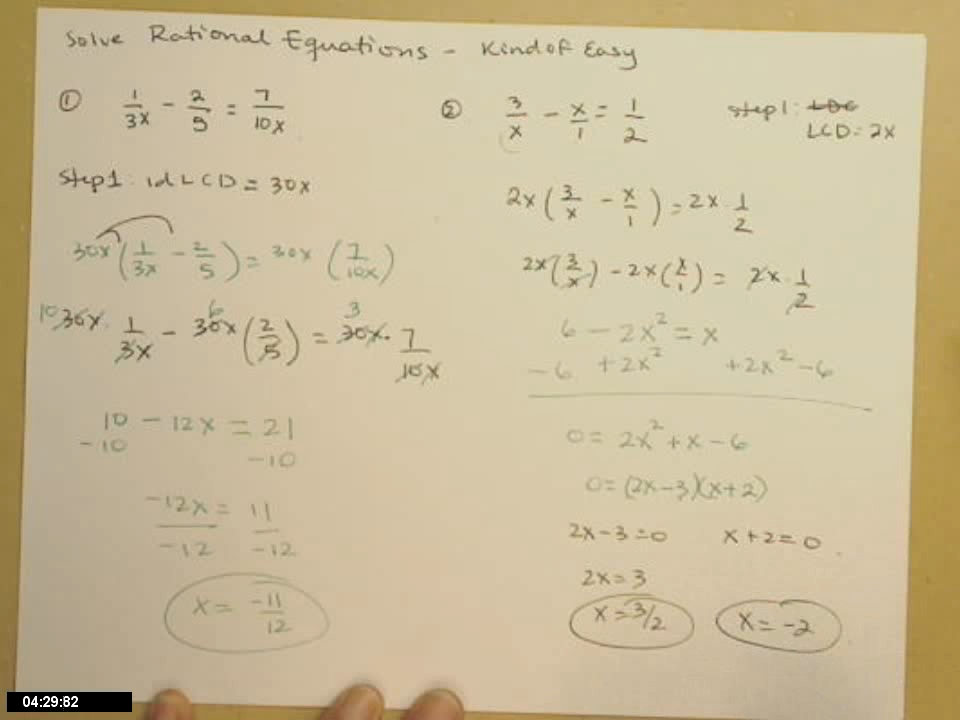 Solve Rational Equations - Kind of Easy
① 1/3x - 2/5 = 7/10x
Step1: id LCD = 30x
30x(1/3x - 2/5) = 30x(7/10x)
10 30x · 1/3x - 6 30x(2/5) = 3 30x · 7/10x
10 - 12x = 21
-10 -10
-12x/-12 = 11/-12
x = -11/12
② 3/x - x/1 = 1/2
Step1: LDC
LCD = 2x
2x(3/x - x/1) = 2x · 1/2
2x(3/x) - 2x(x/1) = 2x · 1/2
6 - 2x² = x
-6 + 2x² + 2x² - 6
0 = 2x² + x - 6
0 = (2x-3)(x+2)
2x-3=0 x+2=0
2x=3
x=3/2 x=-2
04:29:82